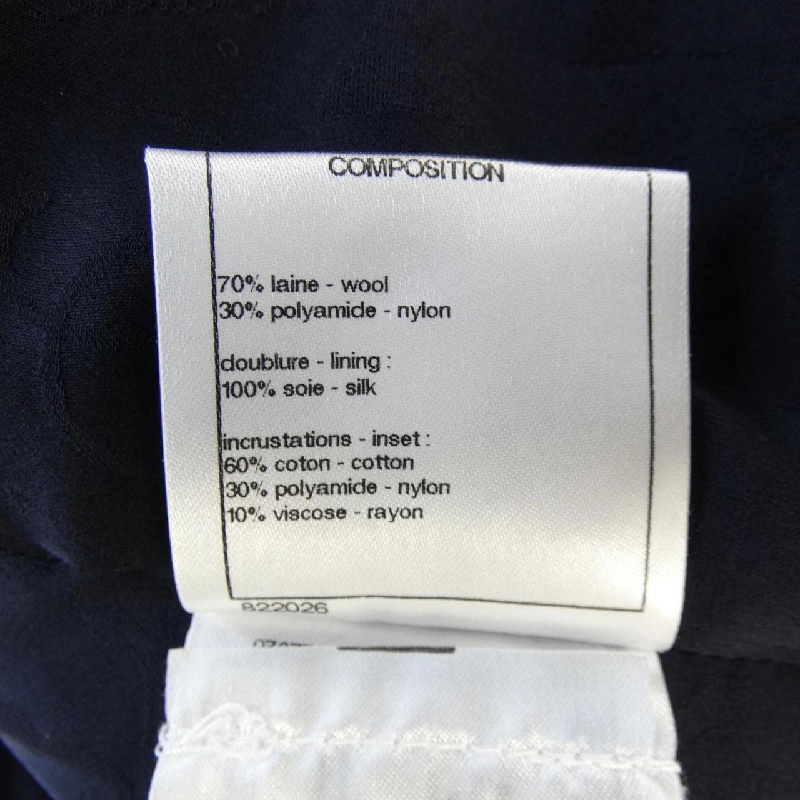 COMPOSITION
70% laine - wool
30% polyamide - nylon
doublure - lining :
100% soie - silk
incrustations - inset :
60% coton - cotton
30% polyamide - nylon
10% viscose - rayon
822026